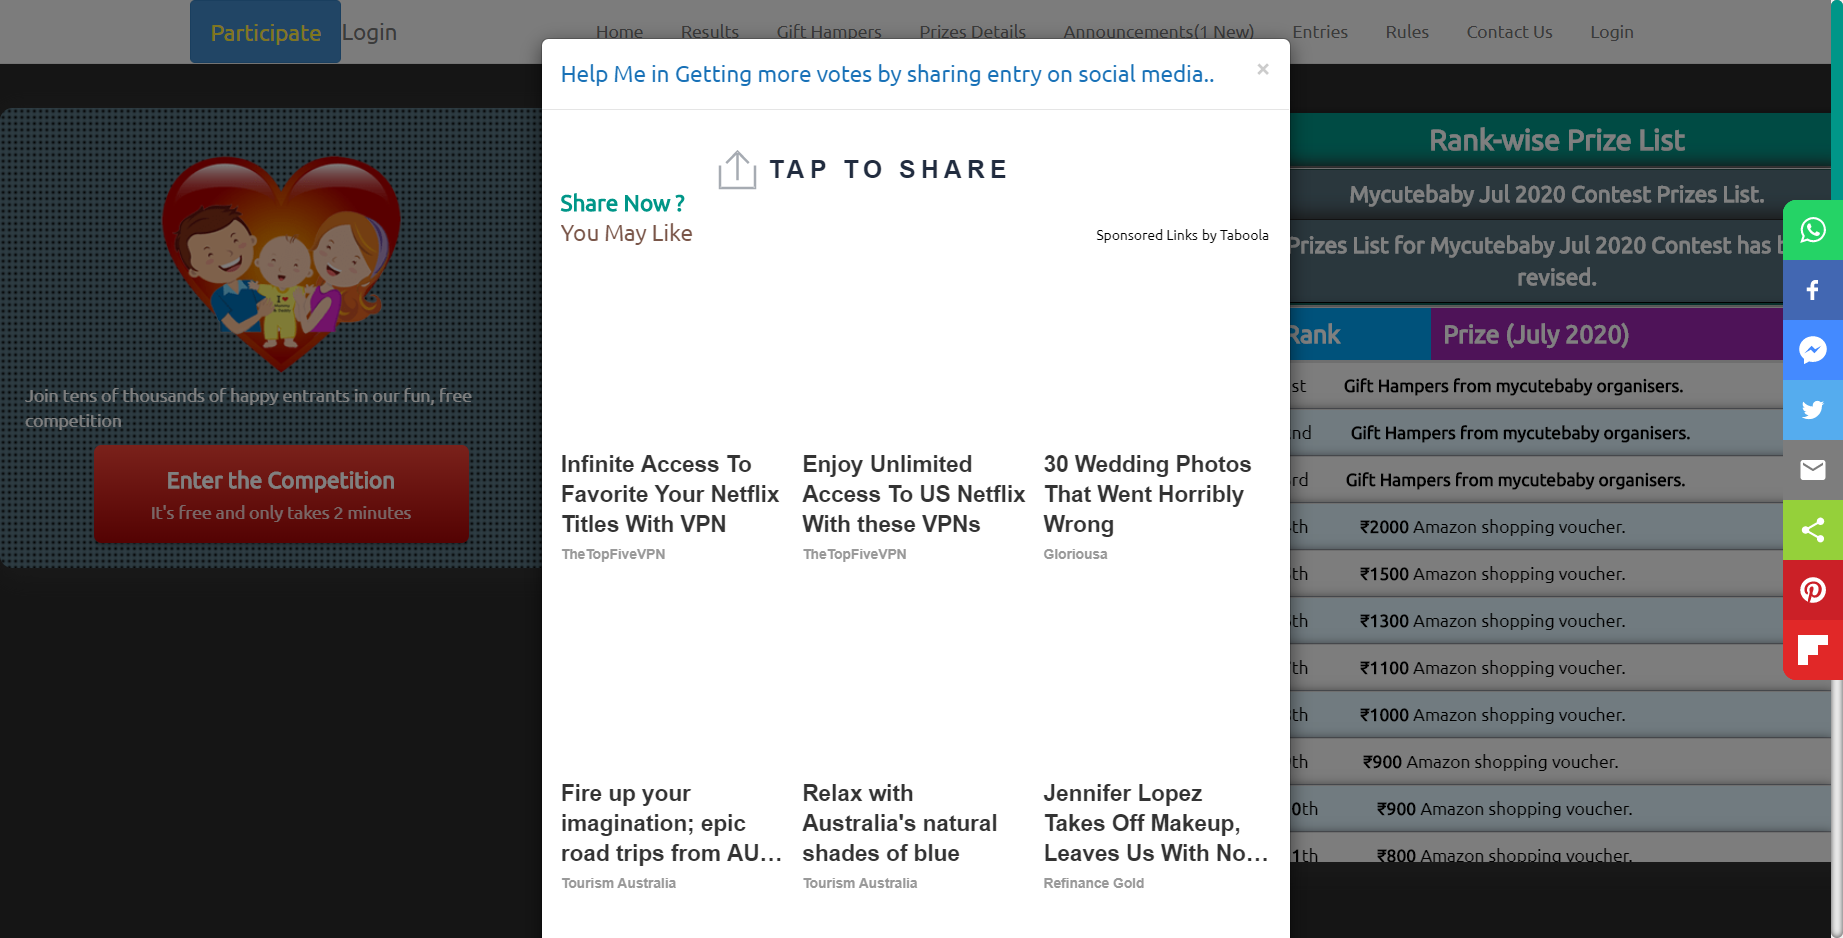 Participate
Login
Home
Results
Gift Hampers
Prizes Details
Announcements(1 New)
Entries
Rules
Contact Us
Login
Help Me in Getting more votes by sharing entry on social media..
×
TAP TO SHARE
Share Now ?
You May Like
Sponsored Links by Taboola
Infinite Access To
Favorite Your Netflix
Titles With VPN
TheTopFiveVPN
Enjoy Unlimited
Access To US Netflix
With these VPNs
TheTopFiveVPN
30 Wedding Photos
That Went Horribly
Wrong
Gloriousa
Fire up your
imagination; epic
road trips from AU…
Tourism Australia
Relax with
Australia's natural
shades of blue
Tourism Australia
Jennifer Lopez
Takes Off Makeup,
Leaves Us With No…
Refinance Gold
Join tens of thousands of happy entrants in our fun, free
competition
Enter the Competition
It's free and only takes 2 minutes
Rank-wise Prize List
Mycutebaby Jul 2020 Contest Prizes List.
Prizes List for Mycutebaby Jul 2020 Contest has
revised.
Rank
Prize (July 2020)
st Gift Hampers from mycutebaby organisers.
nd Gift Hampers from mycutebaby organisers.
rd Gift Hampers from mycutebaby organisers.
th ₹2000 Amazon shopping voucher.
th ₹1500 Amazon shopping voucher.
th ₹1300 Amazon shopping voucher.
th ₹1100 Amazon shopping voucher.
th ₹1000 Amazon shopping voucher.
th ₹900 Amazon shopping voucher.
0th ₹900 Amazon shopping voucher.
1th ₹800 Amazon shopping voucher.